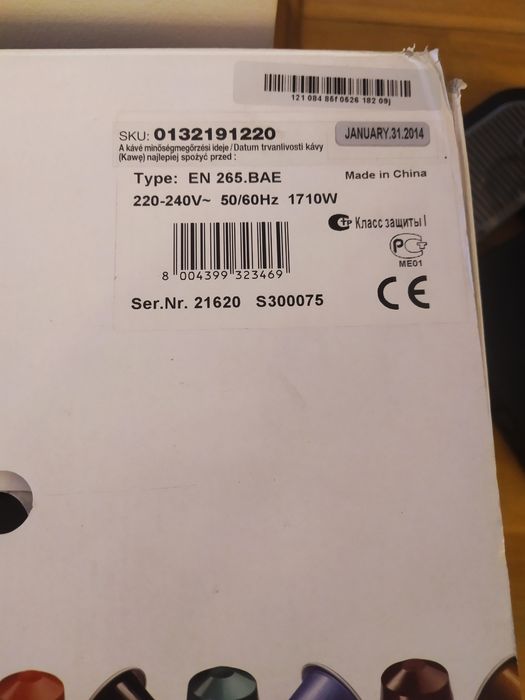 121 084 86f 0626 182 09j
SKU: 0132191220
JANUARY.31.2014
A kávé minőségmegőrzési ideje / Datum trvanlivosti kávy
(Kawę) najlepiej spożyć przed :
Type: EN 265.BAE
Made in China
220-240V~ 50/60Hz 1710W
СТР Класс защиты I
PC
ME01
8 004399 323469
CE
Ser.Nr. 21620 S300075